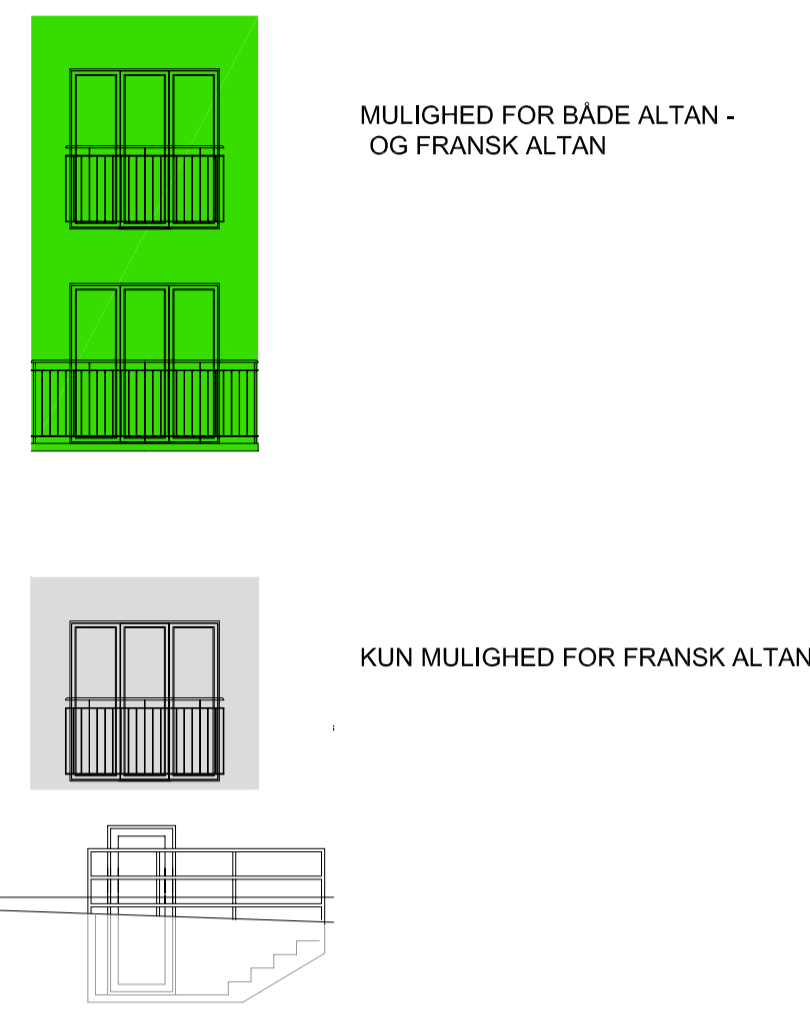 MULIGHED FOR BÅDE ALTAN -
OG FRANSK ALTAN
KUN MULIGHED FOR FRANSK ALTAN